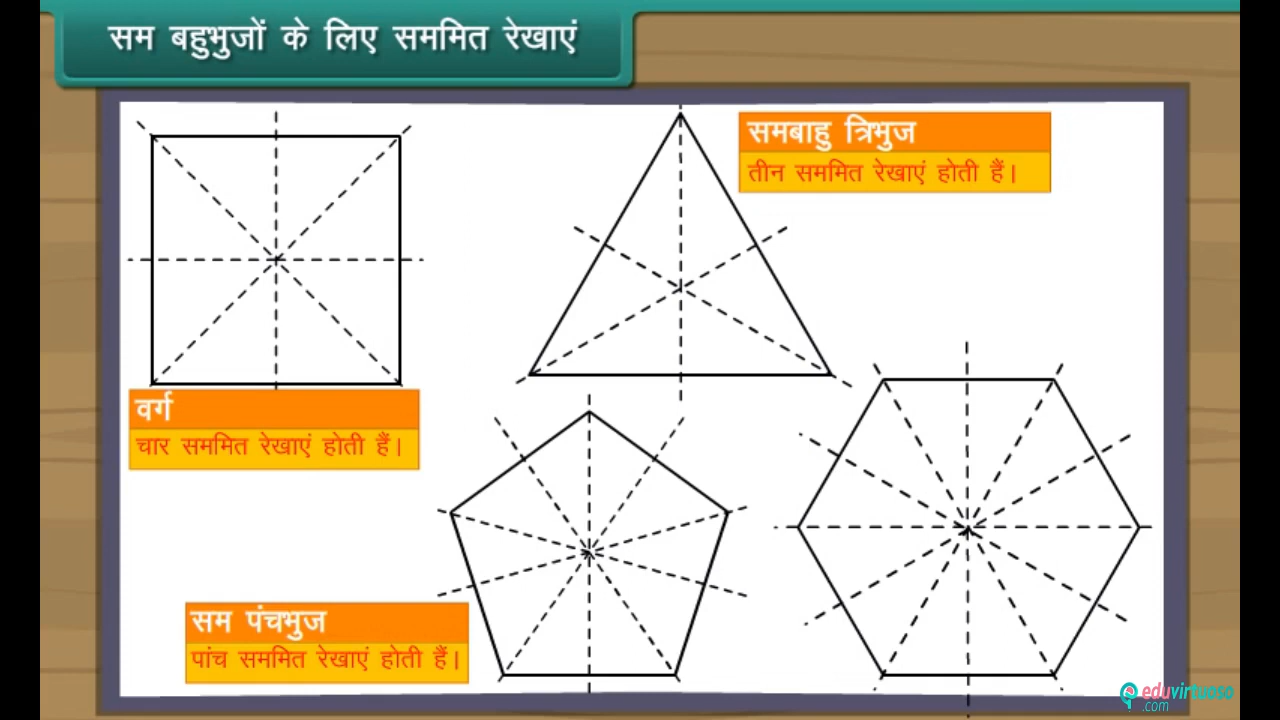 सम बहुभुजों के लिए सममित रेखाएं
समबाहु त्रिभुज
तीन सममित रेखाएं होती हैं।
वर्ग
चार सममित रेखाएं होती हैं।
सम पंचभुज
पांच सममित रेखाएं होती हैं।
eduvirtuoso
.com